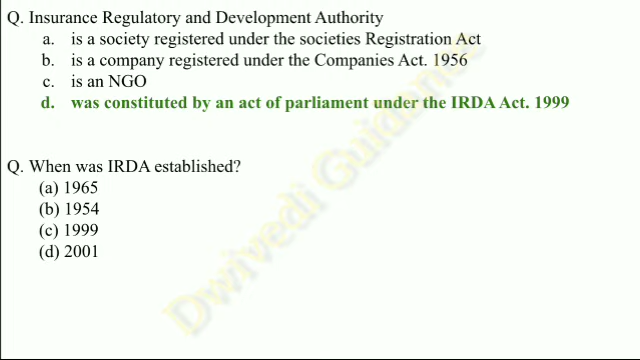 Q. Insurance Regulatory and Development Authority
a. is a society registered under the societies Registration Act
b. is a company registered under the Companies Act. 1956
c. is an NGO
d. was constituted by an act of parliament under the IRDA Act. 1999
Q. When was IRDA established?
(a) 1965
(b) 1954
(c) 1999
(d) 2001
Dwivedi Guidance